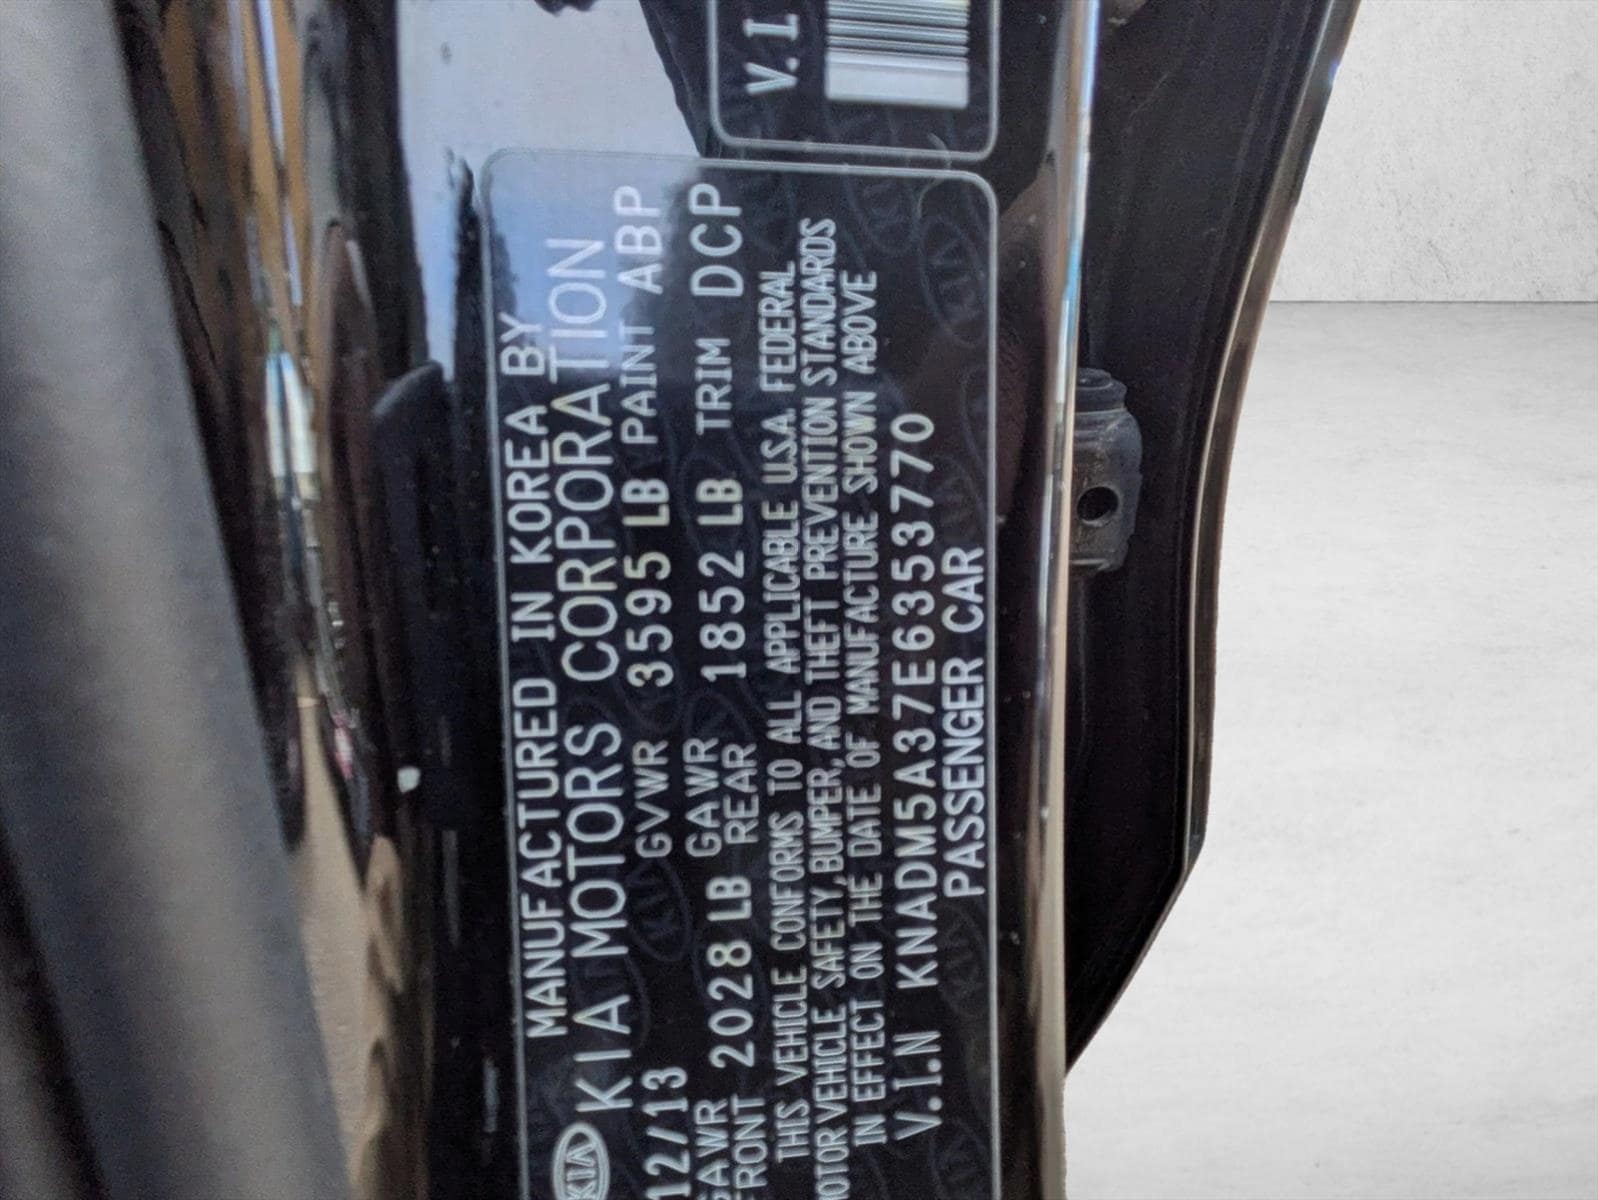 V.I
MANUFACTURED IN KOREA BY
KIA KIA MOTORS CORPORATION
12/13 GVWR 3595 LB PAINT ABP
GAWR FRONT 2028 LB GAWR REAR 1852 LB TRIM DCP
THIS VEHICLE CONFORMS TO ALL APPLICABLE U.S.A. FEDERAL
MOTOR VEHICLE SAFETY, BUMPER, AND THEFT PREVENTION STANDARDS
IN EFFECT ON THE DATE OF MANUFACTURE SHOWN ABOVE
V.I.N KNADM5A37E6353770
PASSENGER CAR